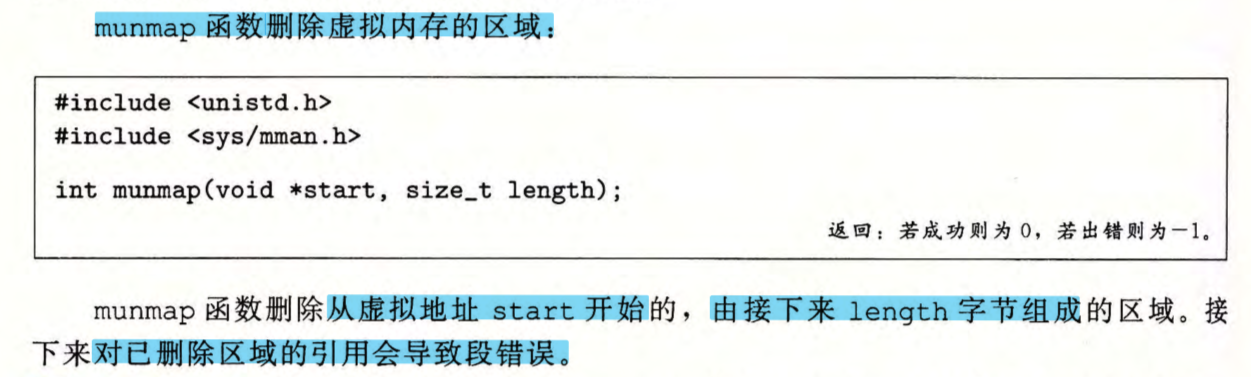 munmap 函数删除虚拟内存的区域：
#include <unistd.h>
#include <sys/mman.h>
int munmap(void *start, size_t length);
返回：若成功则为 0，若出错则为－1。
munmap 函数删除从虚拟地址 start 开始的，由接下来 length 字节组成的区域。接
下来对已删除区域的引用会导致段错误。